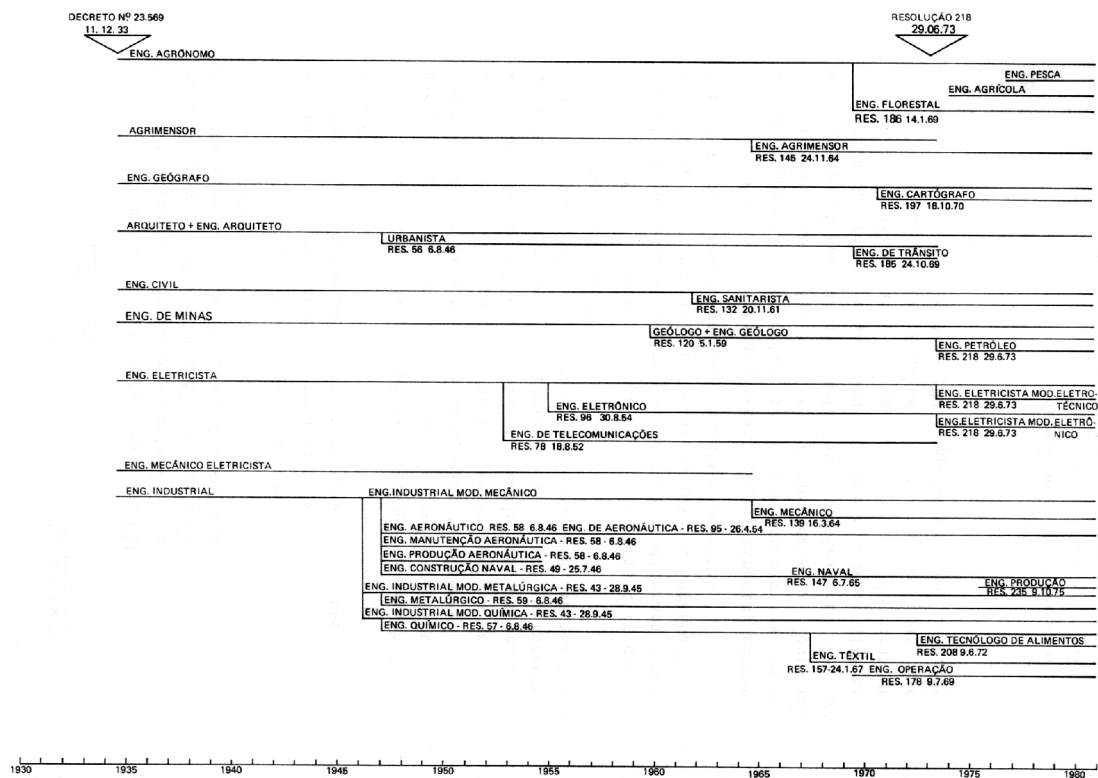 DECRETO Nº 23.569
11. 12. 33
RESOLUÇÃO 218
29.06.73
ENG. AGRÔNOMO
ENG. PESCA
ENG. AGRÍCOLA
ENG. FLORESTAL
RES. 186 14.1.69
AGRIMENSOR
ENG. AGRIMENSOR
RES. 145 24.11.64
ENG. GEÓGRAFO
ENG. CARTÓGRAFO
RES. 197 16.10.70
ARQUITETO + ENG. ARQUITETO
URBANISTA
RES. 56 6.8.46
ENG. DE TRÂNSITO
RES. 185 24.10.69
ENG. CIVIL
ENG. SANITARISTA
RES. 132 20.11.61
ENG. DE MINAS
GEÓLOGO + ENG. GEÓLOGO
RES. 120 5.1.59
ENG. PETRÓLEO
RES. 218 29.6.73
ENG. ELETRICISTA
ENG. ELETRICISTA MOD.ELETRO-
RES. 218 29.6.73 TÉCNICO
ENG. ELETRÔNICO
RES. 96 30.8.54
ENG.ELETRICISTA MOD.ELETRÔ-
RES. 218 29.6.73 NICO
ENG. DE TELECOMUNICAÇÕES
RES. 78 18.8.52
ENG. MECÂNICO ELETRICISTA
ENG. INDUSTRIAL
ENG.INDUSTRIAL MOD. MECÂNICO
ENG. MECÂNICO
RES. 139 16.3.64
ENG. AERONÁUTICO RES. 58 6.8.46 ENG. DE AERONÁUTICA - RES. 95 - 26.4.54
ENG. MANUTENÇÃO AERONÁUTICA - RES. 58 - 6.8.46
ENG. PRODUÇÃO AERONÁUTICA - RES. 58 - 6.8.46
ENG. CONSTRUÇÃO NAVAL - RES. 49 - 25.7.46
ENG. NAVAL
RES. 147 6.7.65
ENG. INDUSTRIAL MOD. METALÚRGICA - RES. 43 - 28.9.45
ENG. PRODUÇÃO
RES. 235 9.10.75
ENG. METALÚRGICO - RES. 59 - 6.8.46
ENG. INDUSTRIAL MOD. QUÍMICA - RES. 43 - 28.9.45
ENG. QUÍMICO - RES. 57 - 6.8.46
ENG. TECNÓLOGO DE ALIMENTOS
RES. 208 9.6.72
ENG. TÊXTIL
RES. 157-24.1.67 ENG. OPERAÇÃO
RES. 178 9.7.69
1930 1935 1940 1945 1950 1955 1960 1965 1970 1975 1980